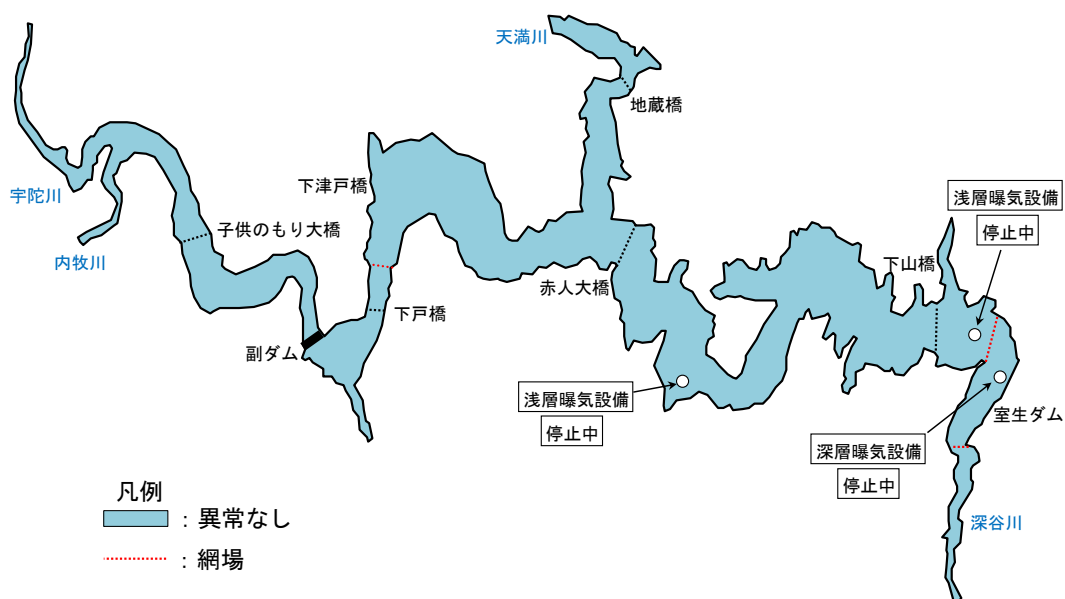 天満川
地蔵橋
宇陀川
内牧川
下津戸橋
子供のもり大橋
下戸橋
副ダム
赤人大橋
浅層曝気設備
停止中
下山橋
浅層曝気設備
停止中
室生ダム
深層曝気設備
停止中
深谷川
凡例
：異常なし
：網場